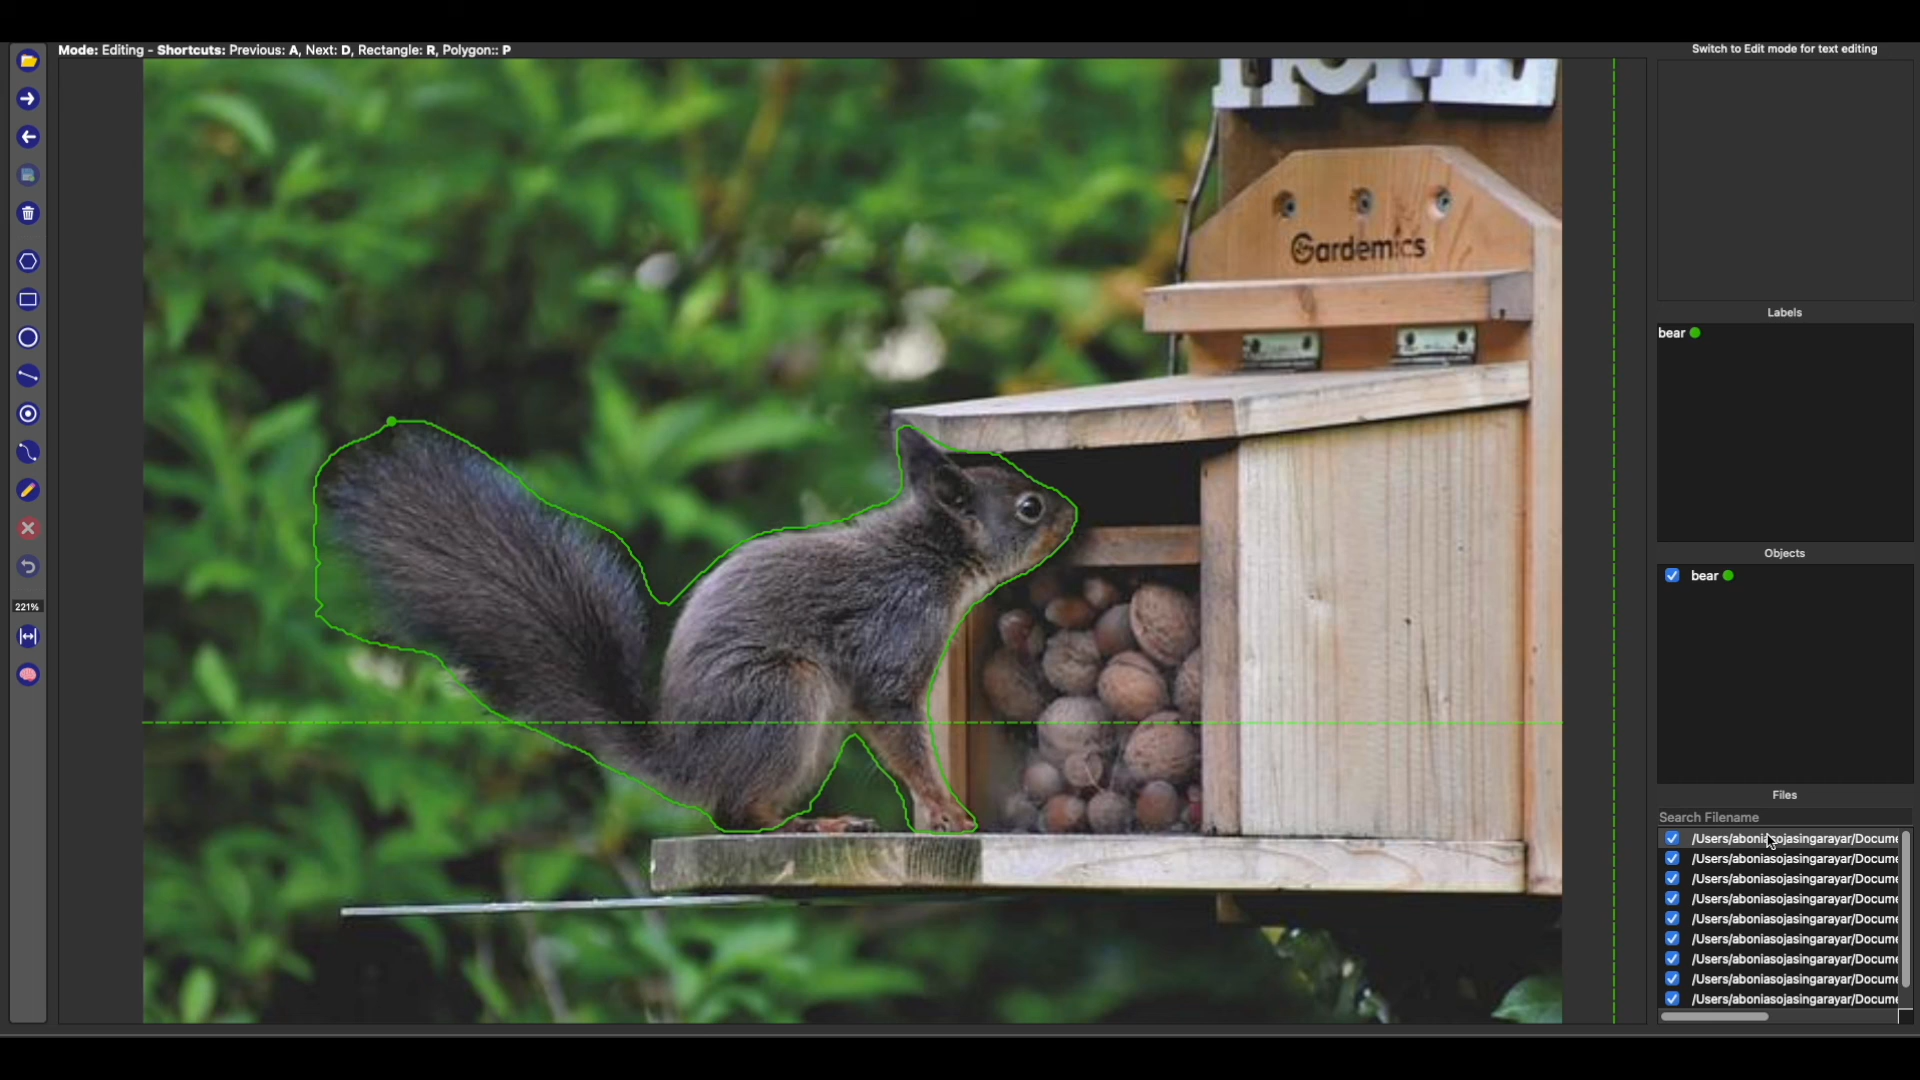 Mode: Editing - Shortcuts: Previous: A, Next: D, Rectangle: R, Polygon:: P
Switch to Edit mode for text editing
HOME
Gardemics
Labels
bear
Objects
bear
221%
Files
Search Filename
/Users/aboniasojasingarayar/Docume
/Users/aboniasojasingarayar/Docume
/Users/aboniasojasingarayar/Docume
/Users/aboniasojasingarayar/Docume
/Users/aboniasojasingarayar/Docume
/Users/aboniasojasingarayar/Docume
/Users/aboniasojasingarayar/Docume
/Users/aboniasojasingarayar/Docume
/Users/aboniasojasingarayar/Docume